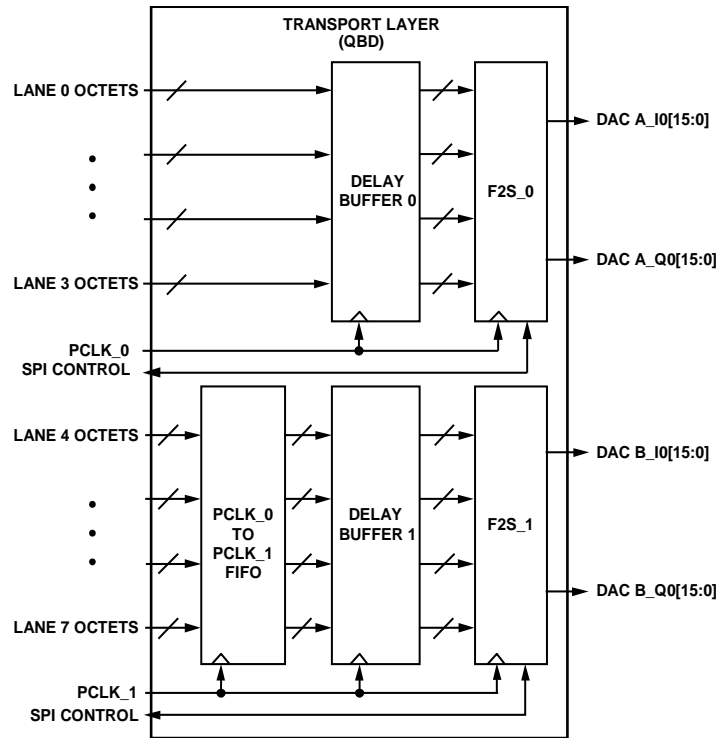 TRANSPORT LAYER
(QBD)
LANE 0 OCTETS
DELAY
BUFFER 0
F2S_0
DAC A_I0[15:0]
DAC A_Q0[15:0]
LANE 3 OCTETS
PCLK_0
SPI CONTROL
LANE 4 OCTETS
PCLK_0
TO
PCLK_1
FIFO
DELAY
BUFFER 1
F2S_1
DAC B_I0[15:0]
DAC B_Q0[15:0]
LANE 7 OCTETS
PCLK_1
SPI CONTROL